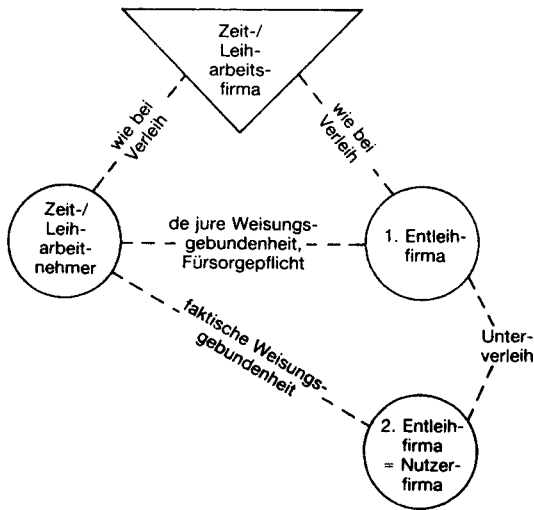 Zeit-/
Leih-
arbeits-
firma
wie bei
Verleih
wie bei
Verleih
Zeit-/
Leih-
arbeit-
nehmer
de jure Weisungs-
gebundenheit,
Fürsorgepflicht
1. Entleih-
firma
faktische Weisungs-
gebundenheit
Unter-
verleih
2. Entleih-
firma
= Nutzer-
firma